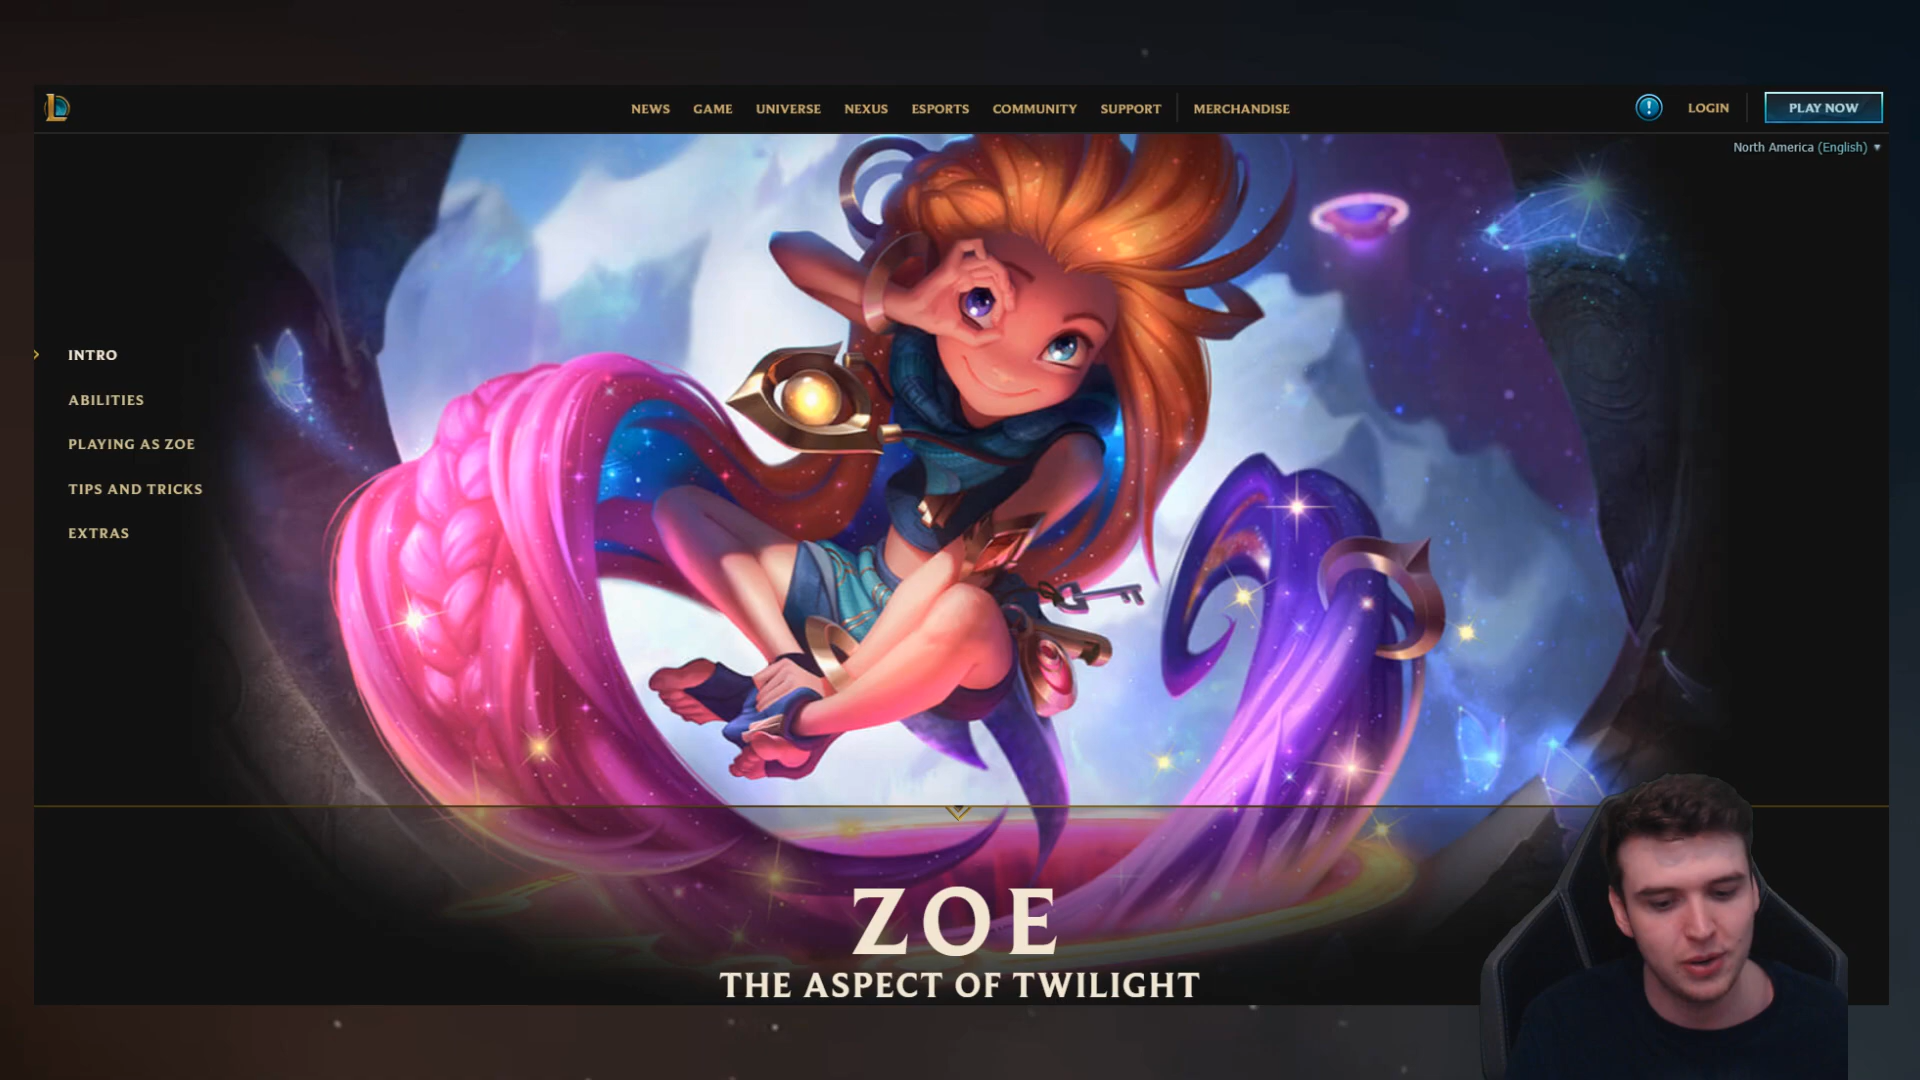 NEWS GAME UNIVERSE NEXUS ESPORTS COMMUNITY SUPPORT MERCHANDISE LOGIN PLAY NOW
North America (English)
INTRO
ABILITIES
PLAYING AS ZOE
TIPS AND TRICKS
EXTRAS
ZOE
THE ASPECT OF TWILIGHT